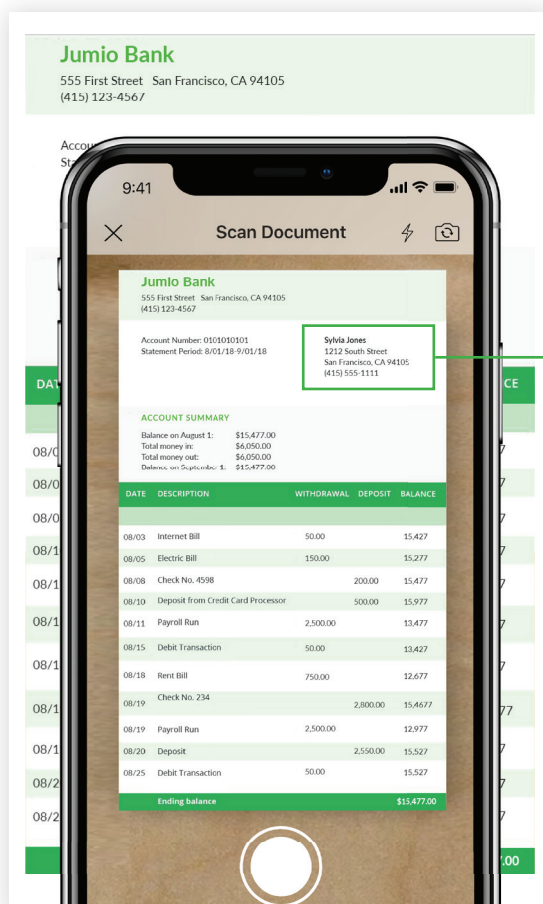 Jumio Bank
555 First Street San Francisco, CA 94105
(415) 123-4567
9:41
Scan Document
Jumio Bank
555 First Street San Francisco, CA 94105
(415) 123-4567
Account Number: 0101010101
Statement Period: 8/01/18-9/01/18
Sylvia Jones
1212 South Street
San Francisco, CA 94105
(415) 555-1111
ACCOUNT SUMMARY
Balance on August 1: $15,477.00
Total money in: $6,050.00
Total money out: $6,050.00
Balance on September 1: $15,477.00
DATE DESCRIPTION WITHDRAWAL DEPOSIT BALANCE
08/03 Internet Bill 50.00 15,427
08/05 Electric Bill 150.00 15,277
08/08 Check No. 4598 200.00 15,477
08/10 Deposit from Credit Card Processor 500.00 15,977
08/11 Payroll Run 2,500.00 13,477
08/15 Debit Transaction 50.00 13,427
08/18 Rent Bill 750.00 12,677
08/19 Check No. 234 2,800.00 15,4677
08/19 Payroll Run 2,500.00 12,977
08/20 Deposit 2,550.00 15,527
08/25 Debit Transaction 50.00 15,527
Ending balance $15,477.00